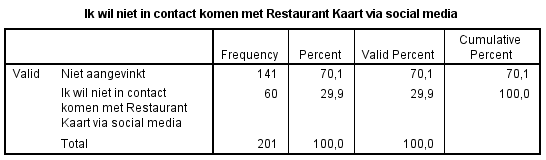 Ik wil niet in contact komen met Restaurant Kaart via social media
Frequency Percent Valid Percent Cumulative Percent
Valid Niet aangevinkt 141 70,1 70,1 70,1
Ik wil niet in contact 60 29,9 29,9 100,0
komen met Restaurant
Kaart via social media
Total 201 100,0 100,0